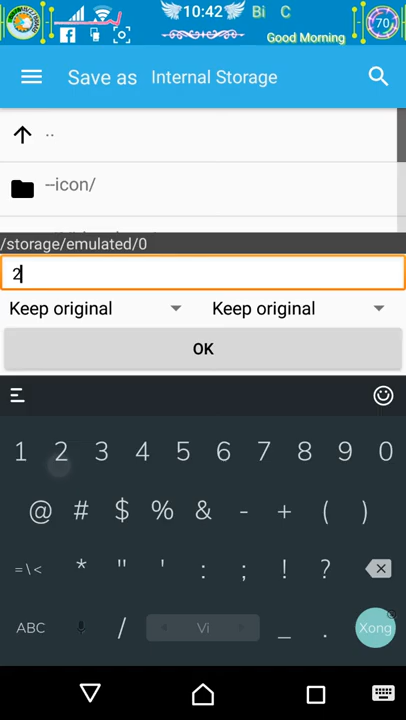 10:42 Bi C
70
Good Morning
Save as Internal Storage
..
--icon/
/storage/emulated/0
2
Keep original Keep original
OK
1 2 3 4 5 6 7 8 9 0
@ # $ % & - + ( )
=\< * " ' : ; ! ?
ABC / Vi _ . Xong